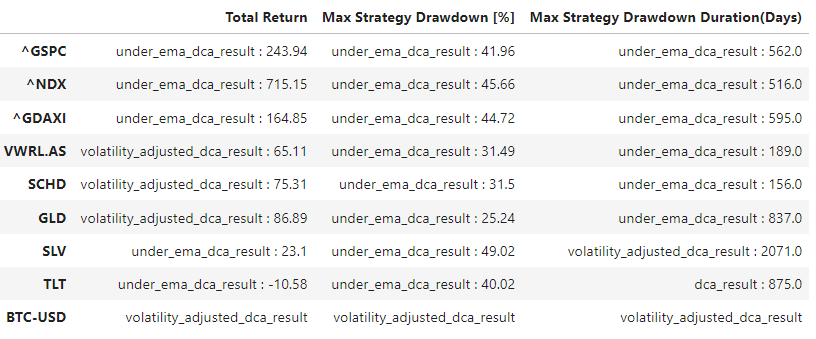 Total Return Max Strategy Drawdown [%] Max Strategy Drawdown Duration(Days)
^GSPC under_ema_dca_result : 243.94 under_ema_dca_result : 41.96 under_ema_dca_result : 562.0
^NDX under_ema_dca_result : 715.15 under_ema_dca_result : 45.66 under_ema_dca_result : 516.0
^GDAXI under_ema_dca_result : 164.85 under_ema_dca_result : 44.72 under_ema_dca_result : 595.0
VWRL.AS volatility_adjusted_dca_result : 65.11 under_ema_dca_result : 31.49 under_ema_dca_result : 189.0
SCHD volatility_adjusted_dca_result : 75.31 under_ema_dca_result : 31.5 under_ema_dca_result : 156.0
GLD volatility_adjusted_dca_result : 86.89 under_ema_dca_result : 25.24 under_ema_dca_result : 837.0
SLV under_ema_dca_result : 23.1 under_ema_dca_result : 49.02 volatility_adjusted_dca_result : 2071.0
TLT under_ema_dca_result : -10.58 under_ema_dca_result : 40.02 dca_result : 875.0
BTC-USD volatility_adjusted_dca_result volatility_adjusted_dca_result volatility_adjusted_dca_result